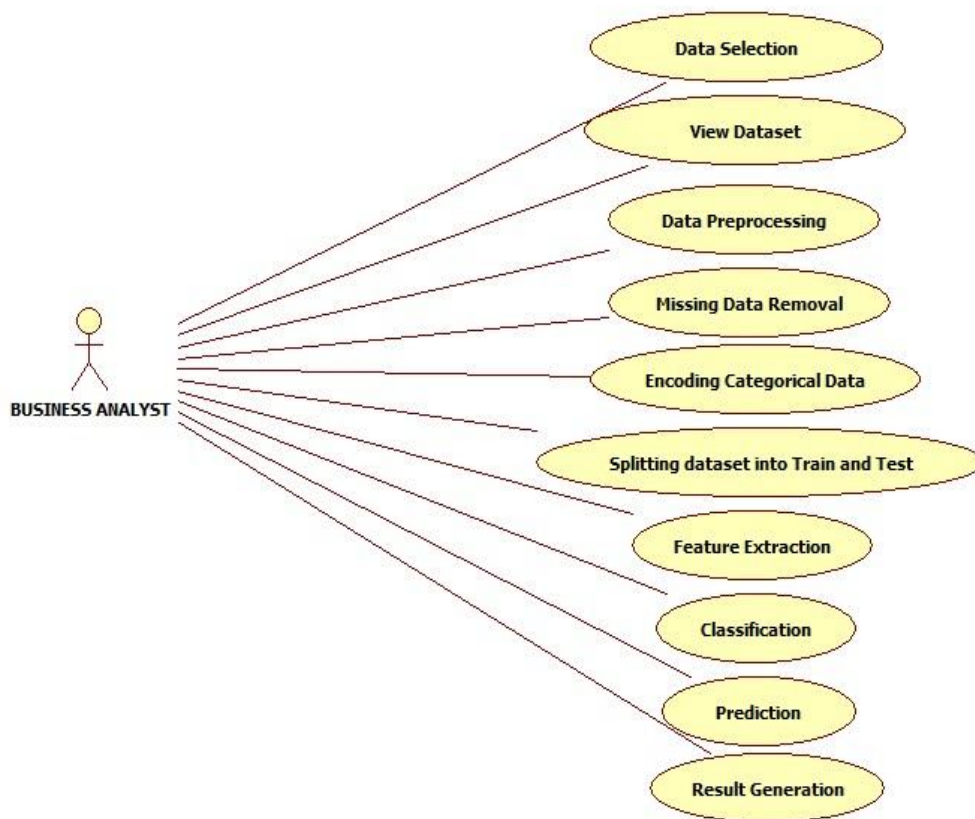 Data Selection
View Dataset
Data Preprocessing
Missing Data Removal
Encoding Categorical Data
BUSINESS ANALYST
Splitting dataset into Train and Test
Feature Extraction
Classification
Prediction
Result Generation